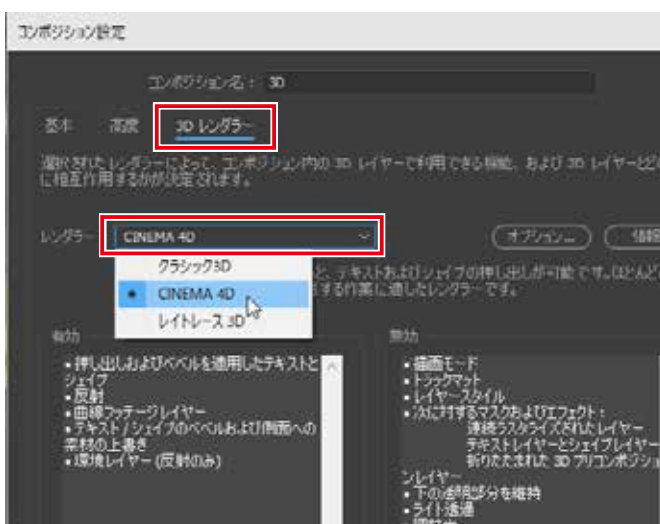 コンポジション設定
コンポジション名： 3D
基本 高度 3D レンダラー
選択されたレンダラーによって、コンポジション内の 3D レイヤーで利用できる機能、および 3D レイヤーとど
に相互作用するかが決定されます。
レンダラー CINEMA 4D オプション... 情報
クラシック3D
と、テキストおよびシェイプの押し出しが可能です。ほとんど
CINEMA 4D
する作業に適したレンダラーです。
レイトレース 3D
有効 無効
• 押し出しおよびベベルを適用したテキストと
シェイプ
• 反射
• 曲線フッテージレイヤー
• テキスト / シェイプのベベルおよび側面への
素材の上書き
• 環境レイヤー (反射のみ)
• 描画モード
• トラックマット
• レイヤースタイル
• 次に対するマスクおよびエフェクト：
連続ラスタライズされたレイヤー
テキストレイヤーとシェイプレイヤー
折りたたまれた 3D プリコンポジショ
ンレイヤー
• 下の透明部分を維持
• ライト透過